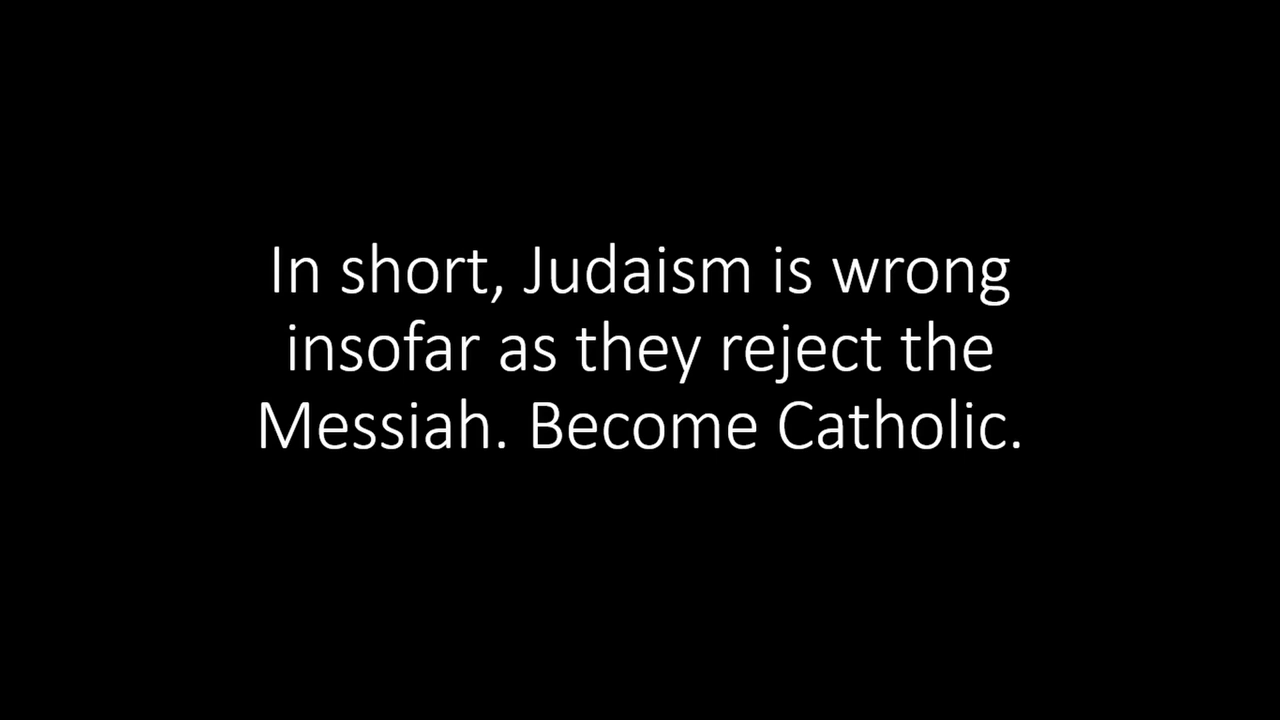 In short, Judaism is wrong
insofar as they reject the
Messiah. Become Catholic.